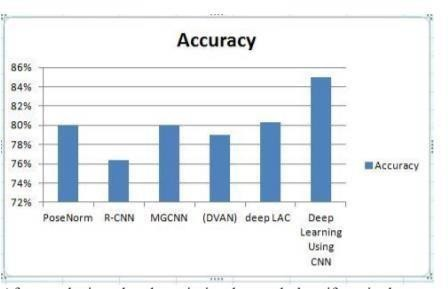 Accuracy
86%
84%
82%
80%
78%
76%
74%
72%
PoseNorm R-CNN MGCNN (DVAN) deep LAC Deep
Learning
Using
CNN
Accuracy